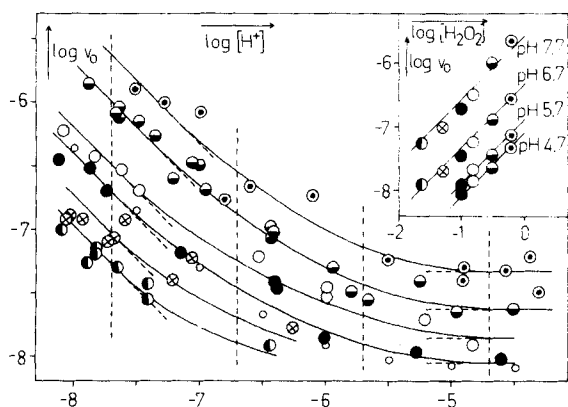 log [H⁺]
log v₀
log [H₂O₂]
log v₀
pH 7.7
pH 6.7
pH 5.7
pH 4.7
-6
-7
-8
-2
-1
0
-6
-7
-8
-8
-7
-6
-5